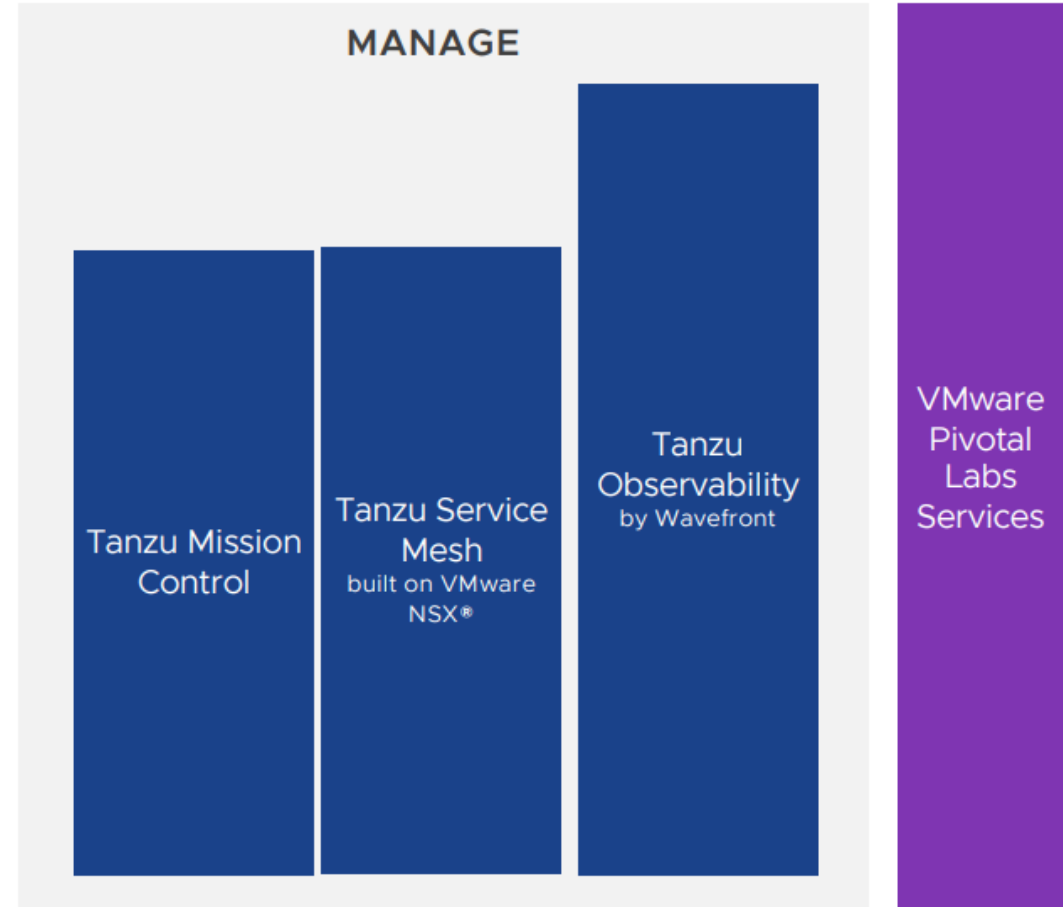 MANAGE
Tanzu Mission
Control
Tanzu Service
Mesh
built on VMware
NSX®
Tanzu
Observability
by Wavefront
VMware
Pivotal
Labs
Services